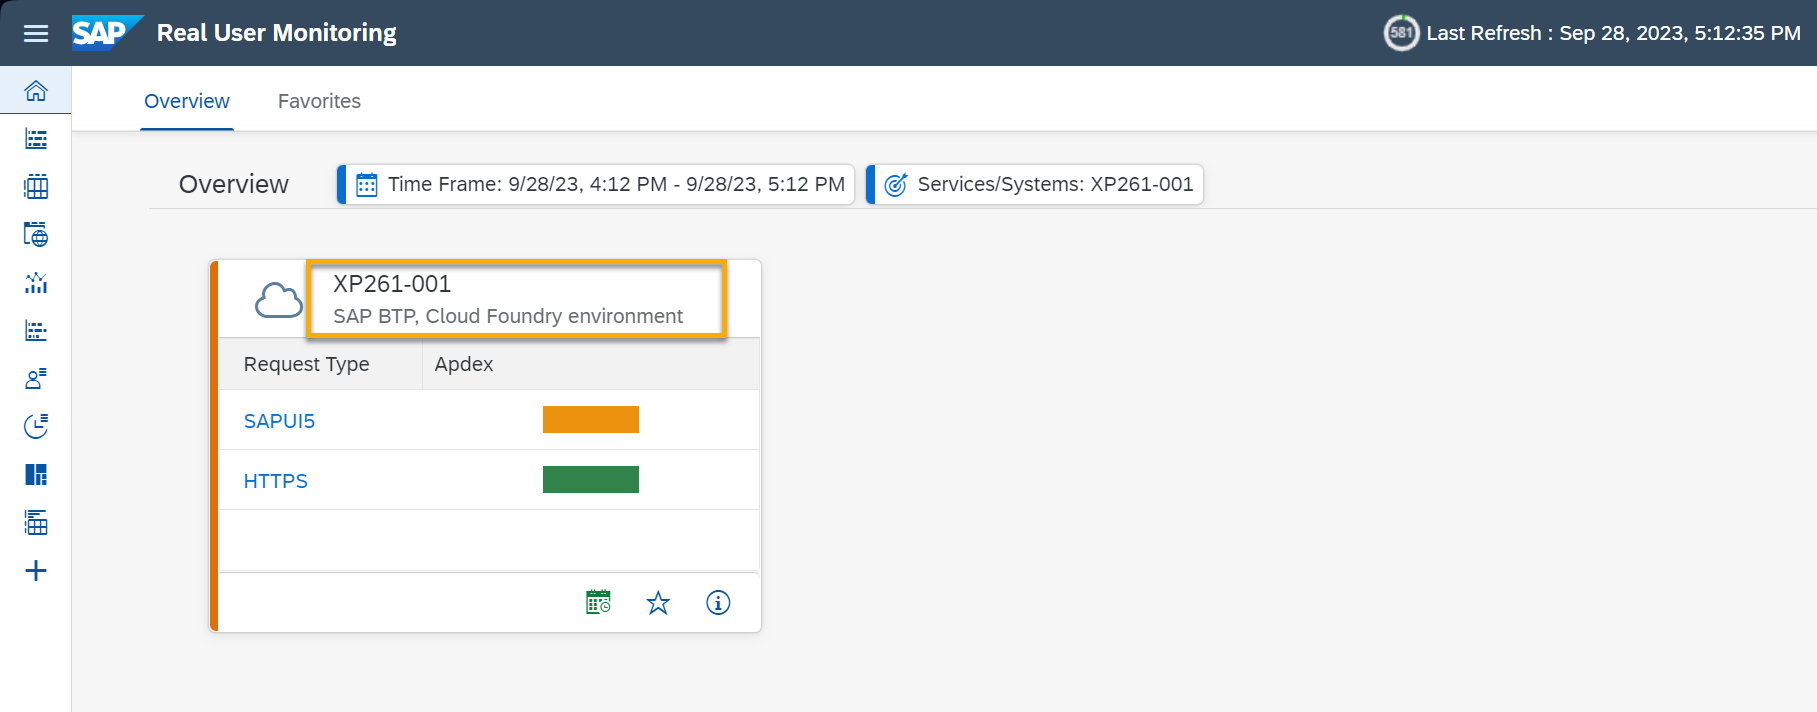 SAP Real User Monitoring
581 Last Refresh : Sep 28, 2023, 5:12:35 PM
Overview Favorites
Overview Time Frame: 9/28/23, 4:12 PM - 9/28/23, 5:12 PM Services/Systems: XP261-001
XP261-001
SAP BTP, Cloud Foundry environment
Request Type Apdex
SAPUI5
HTTPS